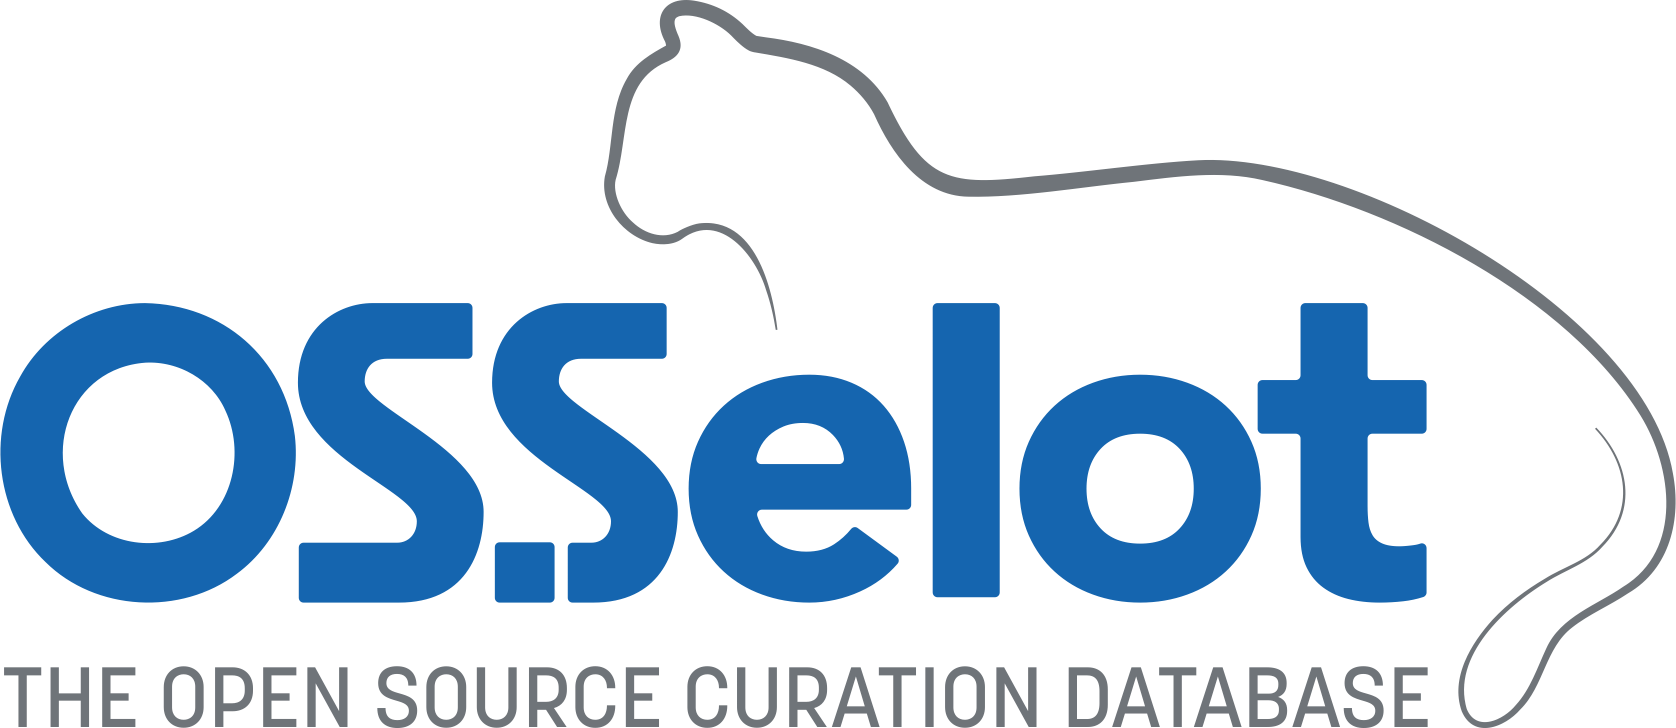 OSSelot
THE OPEN SOURCE CURATION DATABASE